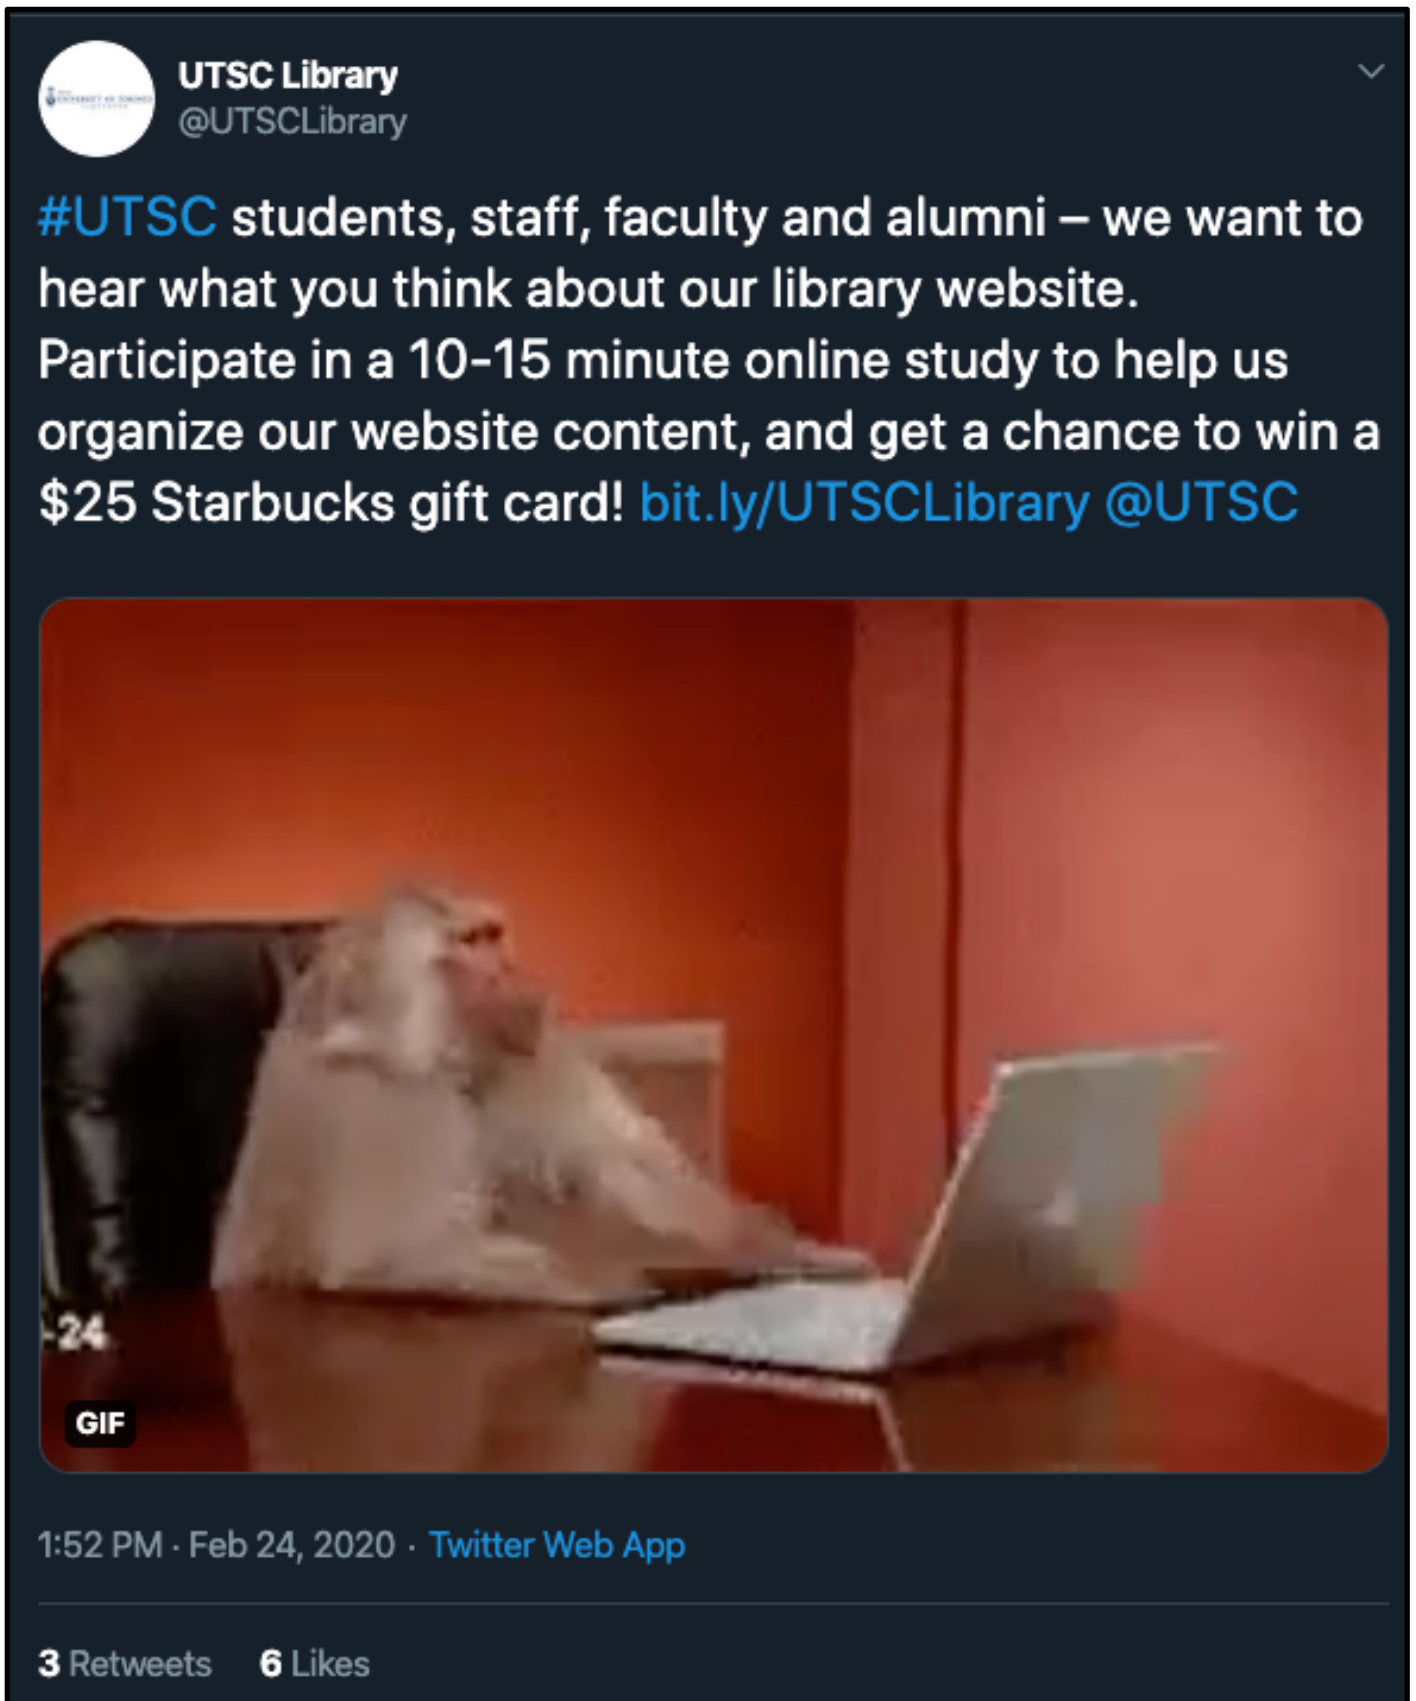 UTSC Library
@UTSCLibrary
#UTSC students, staff, faculty and alumni – we want to
hear what you think about our library website.
Participate in a 10-15 minute online study to help us
organize our website content, and get a chance to win a
$25 Starbucks gift card! bit.ly/UTSCLibrary @UTSC
-24
GIF
1:52 PM · Feb 24, 2020 · Twitter Web App
3 Retweets 6 Likes